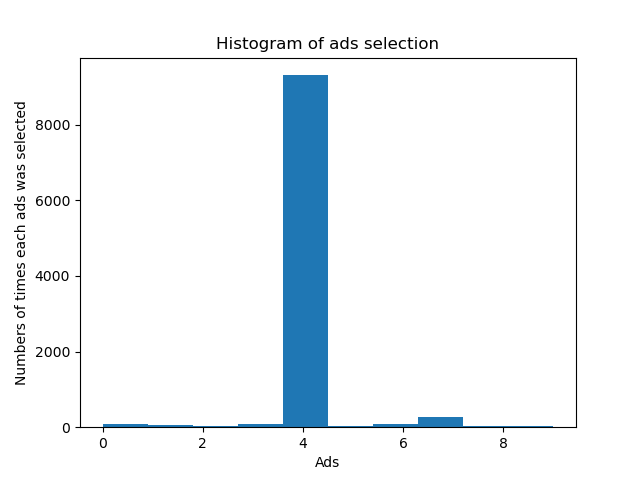 Histogram of ads selection
Numbers of times each ads was selected
8000
6000
4000
2000
0
0 2 4 6 8
Ads